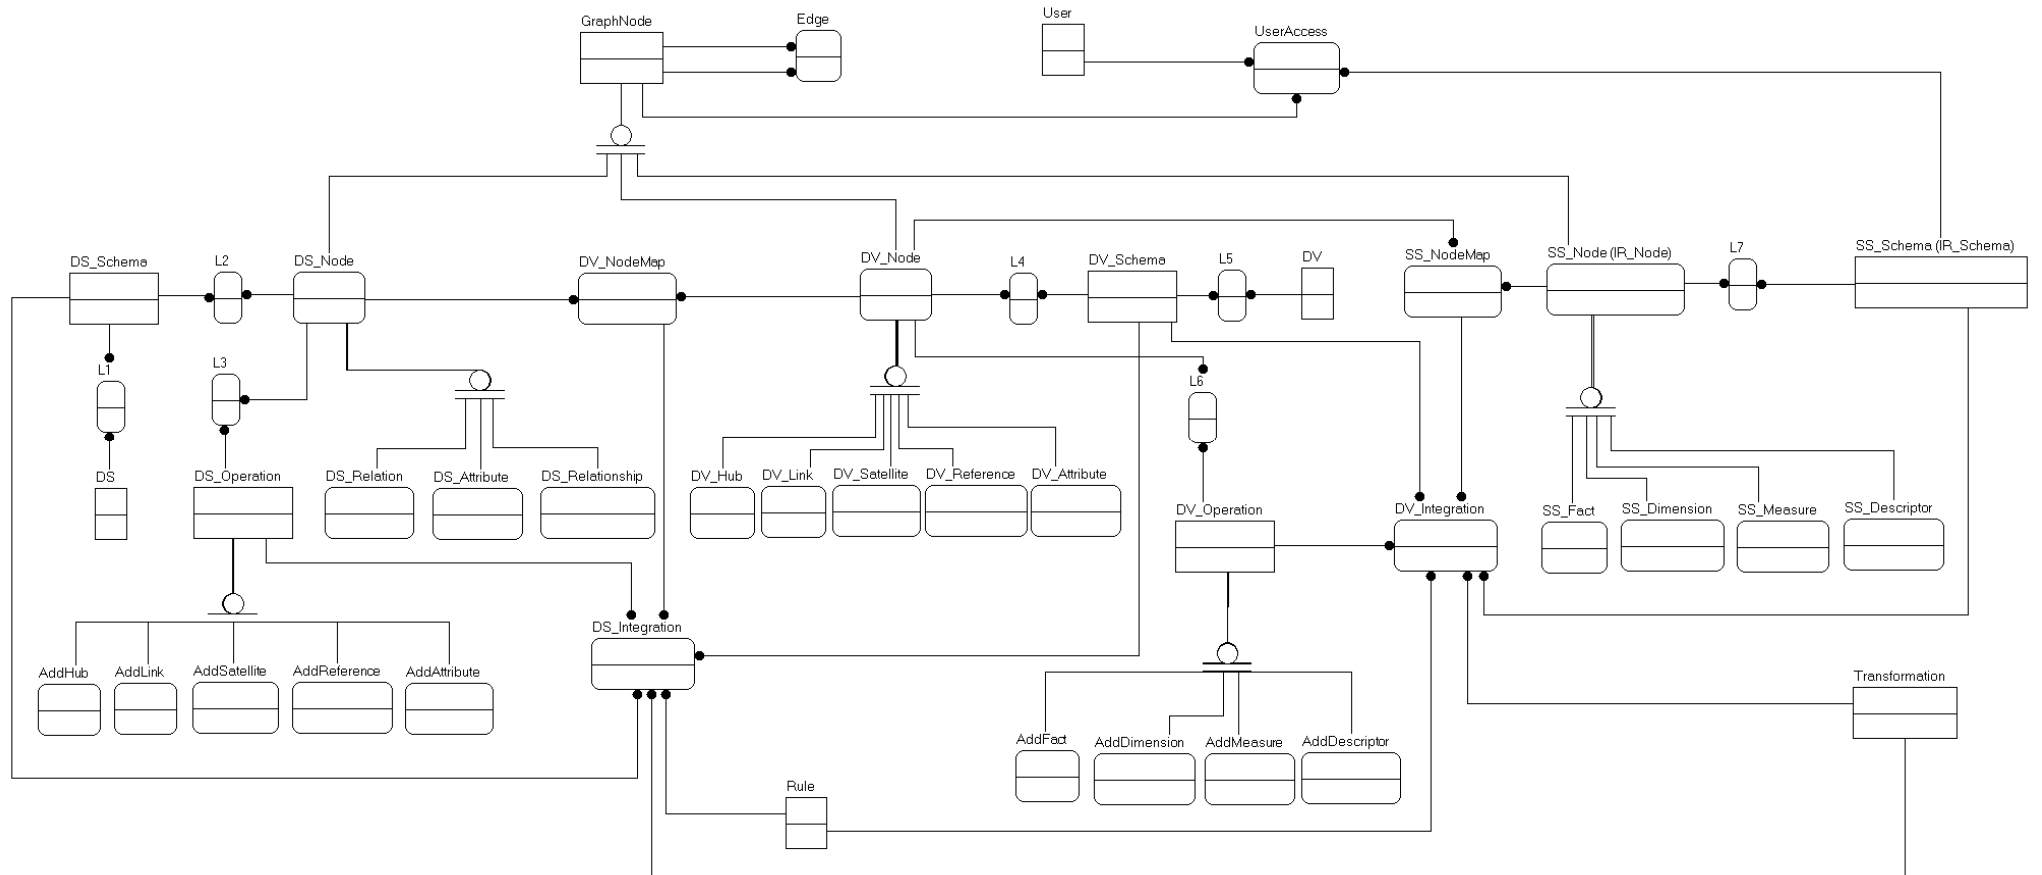 GraphNode
Edge
User
UserAccess
DS_Schema
L2
DS_Node
DV_NodeMap
DV_Node
L4
DV_Schema
L5
DV
SS_NodeMap
SS_Node (IR_Node)
L7
SS_Schema (IR_Schema)
L1
L3
L6
DS
DS_Operation
DS_Relation
DS_Attribute
DS_Relationship
DV_Hub
DV_Link
DV_Satellite
DV_Reference
DV_Attribute
DV_Operation
DV_Integration
SS_Fact
SS_Dimension
SS_Measure
SS_Descriptor
DS_Integration
AddHub
AddLink
AddSatellite
AddReference
AddAttribute
Transformation
AddFact
AddDimension
AddMeasure
AddDescriptor
Rule